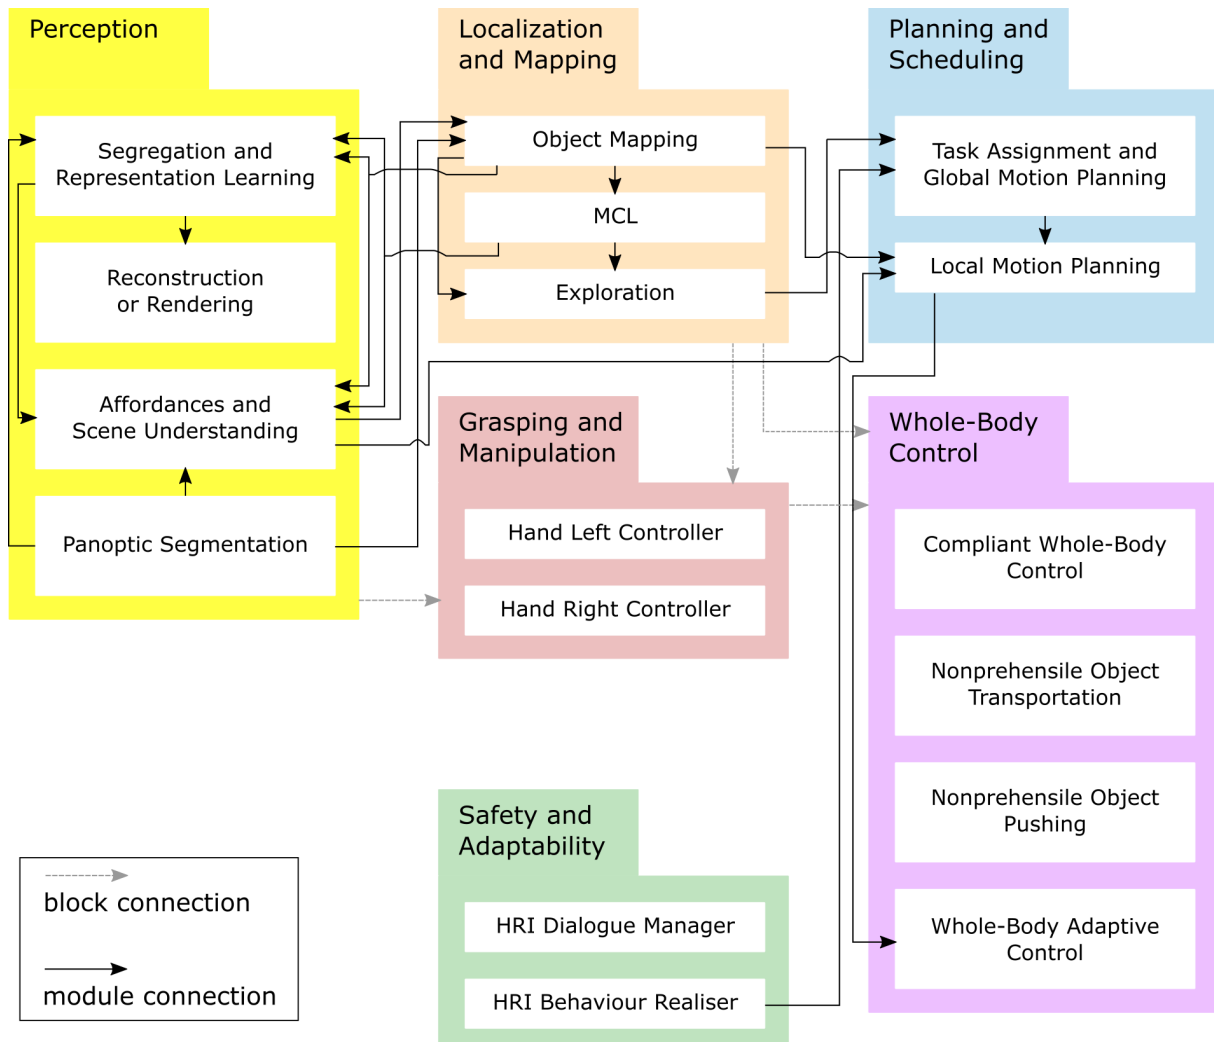 Perception
Segregation and
Representation Learning
Reconstruction
or Rendering
Affordances and
Scene Understanding
Panoptic Segmentation
Localization
and Mapping
Object Mapping
MCL
Exploration
Planning and
Scheduling
Task Assignment and
Global Motion Planning
Local Motion Planning
Grasping and
Manipulation
Hand Left Controller
Hand Right Controller
Whole-Body
Control
Compliant Whole-Body
Control
Nonprehensile Object
Transportation
Nonprehensile Object
Pushing
Whole-Body Adaptive
Control
Safety and
Adaptability
HRI Dialogue Manager
HRI Behaviour Realiser
block connection
module connection